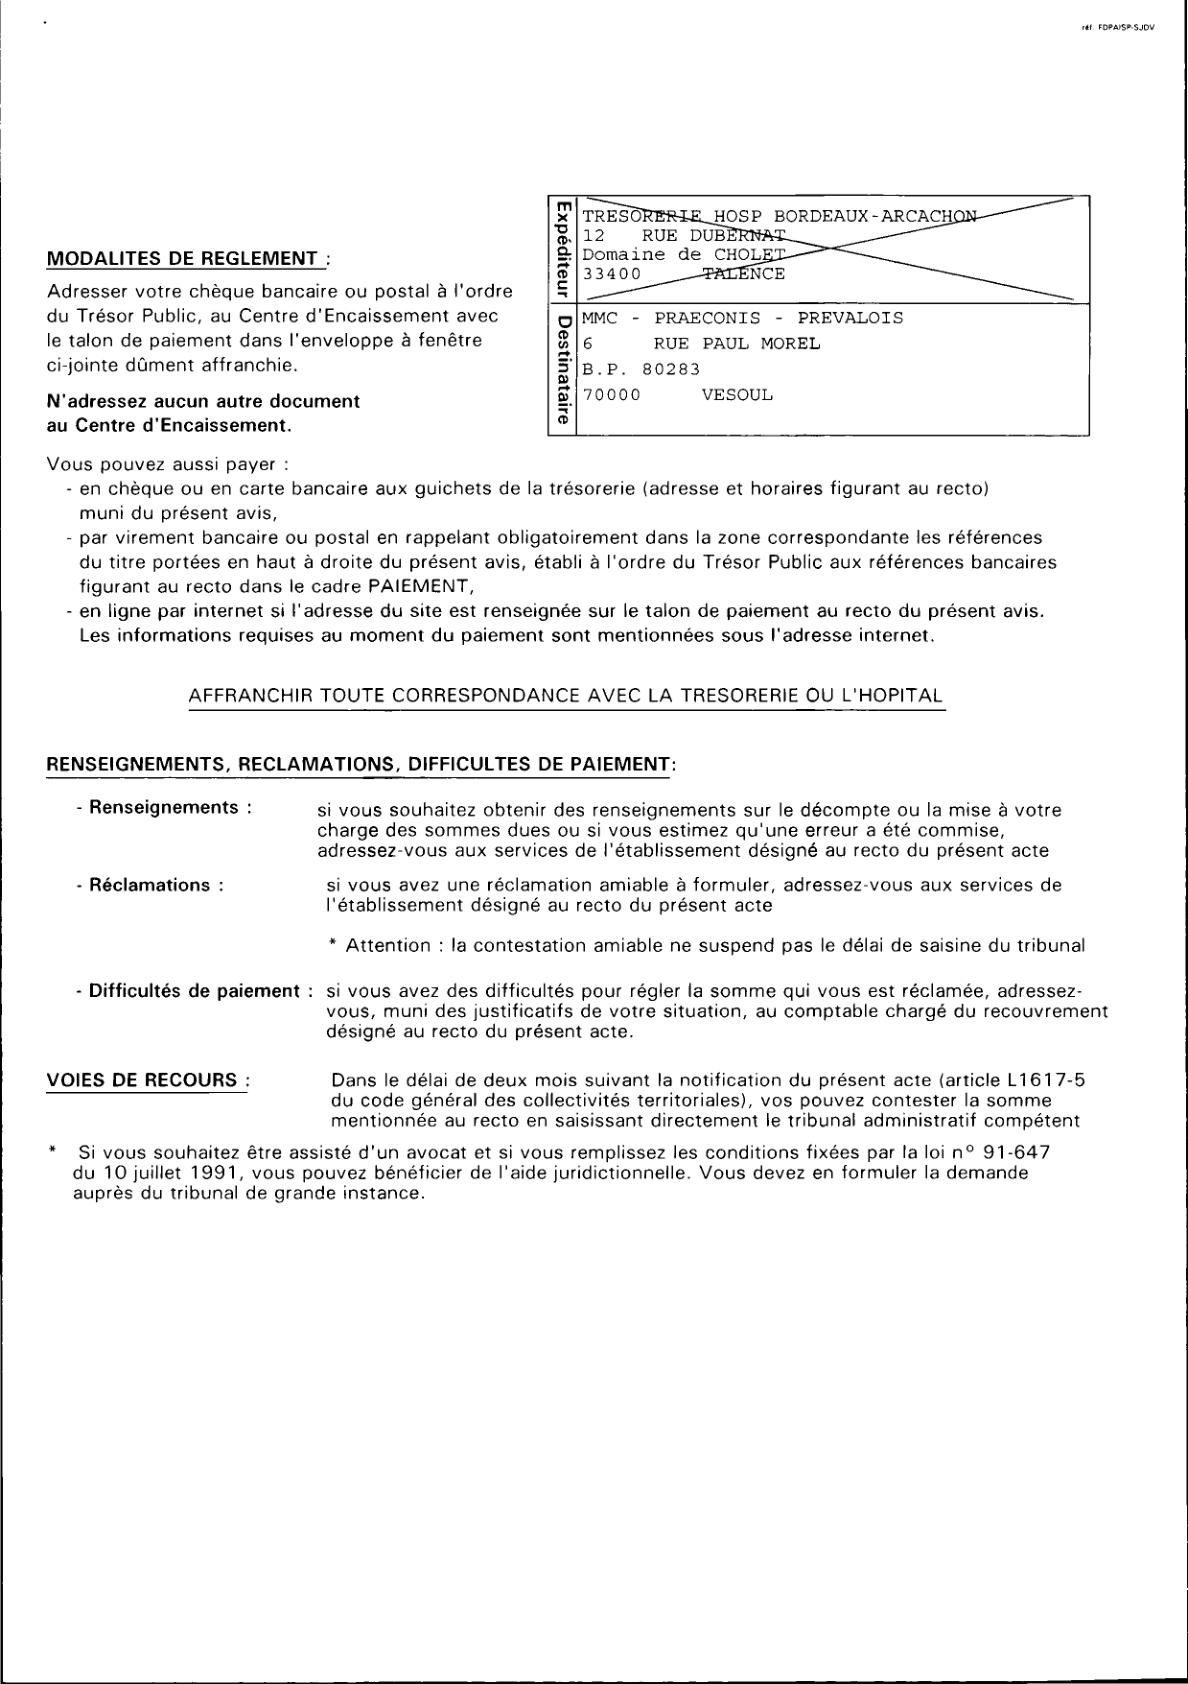 réf. FDPAISP-SJDV
Expéditeur
TRESORERIE HOSP BORDEAUX-ARCACHON
12 RUE DUBERNAT
Domaine de CHOLET
33400 TALENCE
Destinataire
MMC - PRAECONIS - PREVALOIS
6 RUE PAUL MOREL
B.P. 80283
70000 VESOUL
MODALITES DE REGLEMENT :
Adresser votre chèque bancaire ou postal à l'ordre
du Trésor Public, au Centre d'Encaissement avec
le talon de paiement dans l'enveloppe à fenêtre
ci-jointe dûment affranchie.
N'adressez aucun autre document
au Centre d'Encaissement.
Vous pouvez aussi payer :
- en chèque ou en carte bancaire aux guichets de la trésorerie (adresse et horaires figurant au recto)
muni du présent avis,
- par virement bancaire ou postal en rappelant obligatoirement dans la zone correspondante les références
du titre portées en haut à droite du présent avis, établi à l'ordre du Trésor Public aux références bancaires
figurant au recto dans le cadre PAIEMENT,
- en ligne par internet si l'adresse du site est renseignée sur le talon de paiement au recto du présent avis.
Les informations requises au moment du paiement sont mentionnées sous l'adresse internet.
AFFRANCHIR TOUTE CORRESPONDANCE AVEC LA TRESORERIE OU L'HOPITAL
RENSEIGNEMENTS, RECLAMATIONS, DIFFICULTES DE PAIEMENT:
- Renseignements : si vous souhaitez obtenir des renseignements sur le décompte ou la mise à votre
charge des sommes dues ou si vous estimez qu'une erreur a été commise,
adressez-vous aux services de l'établissement désigné au recto du présent acte
- Réclamations : si vous avez une réclamation amiable à formuler, adressez-vous aux services de
l'établissement désigné au recto du présent acte
* Attention : la contestation amiable ne suspend pas le délai de saisine du tribunal
- Difficultés de paiement : si vous avez des difficultés pour régler la somme qui vous est réclamée, adressez-
vous, muni des justificatifs de votre situation, au comptable chargé du recouvrement
désigné au recto du présent acte.
VOIES DE RECOURS : Dans le délai de deux mois suivant la notification du présent acte (article L1617-5
du code général des collectivités territoriales), vos pouvez contester la somme
mentionnée au recto en saisissant directement le tribunal administratif compétent
* Si vous souhaitez être assisté d'un avocat et si vous remplissez les conditions fixées par la loi n° 91-647
du 10 juillet 1991, vous pouvez bénéficier de l'aide juridictionnelle. Vous devez en formuler la demande
auprès du tribunal de grande instance.